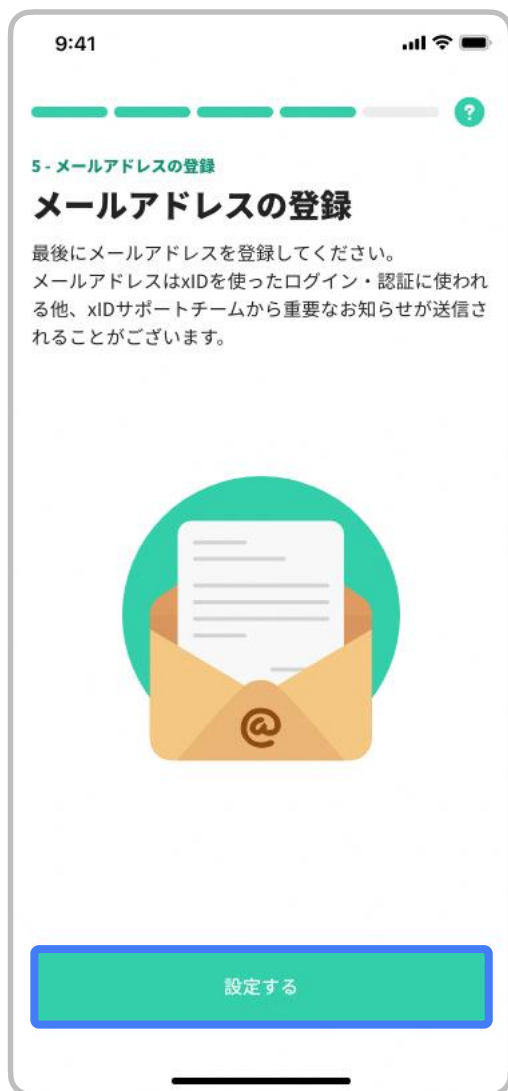 9:41
?
5 - メールアドレスの登録
メールアドレスの登録
最後にメールアドレスを登録してください。
メールアドレスはxIDを使ったログイン・認証に使われ
る他、xIDサポートチームから重要なお知らせが送信さ
れることがございます。
@
設定する